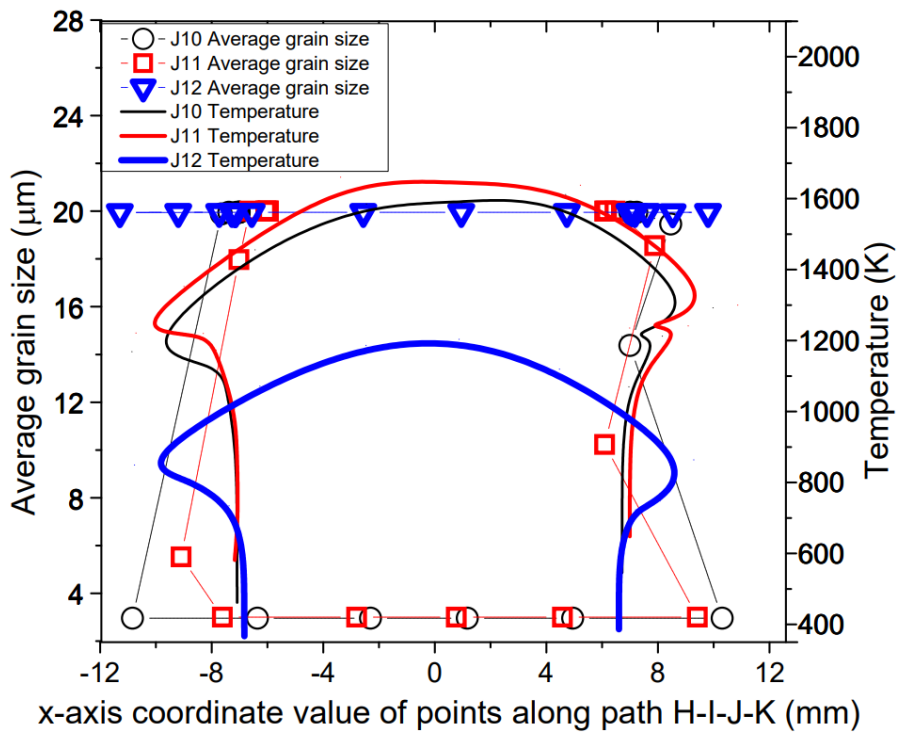 J10 Average grain size
J11 Average grain size
J12 Average grain size
J10 Temperature
J11 Temperature
J12 Temperature
Average grain size (μm)
28
24
20
16
12
8
4
2000
1800
1600
1400
1200
1000
800
600
400
Temperature (K)
-12 -8 -4 0 4 8 12
x-axis coordinate value of points along path H-I-J-K (mm)